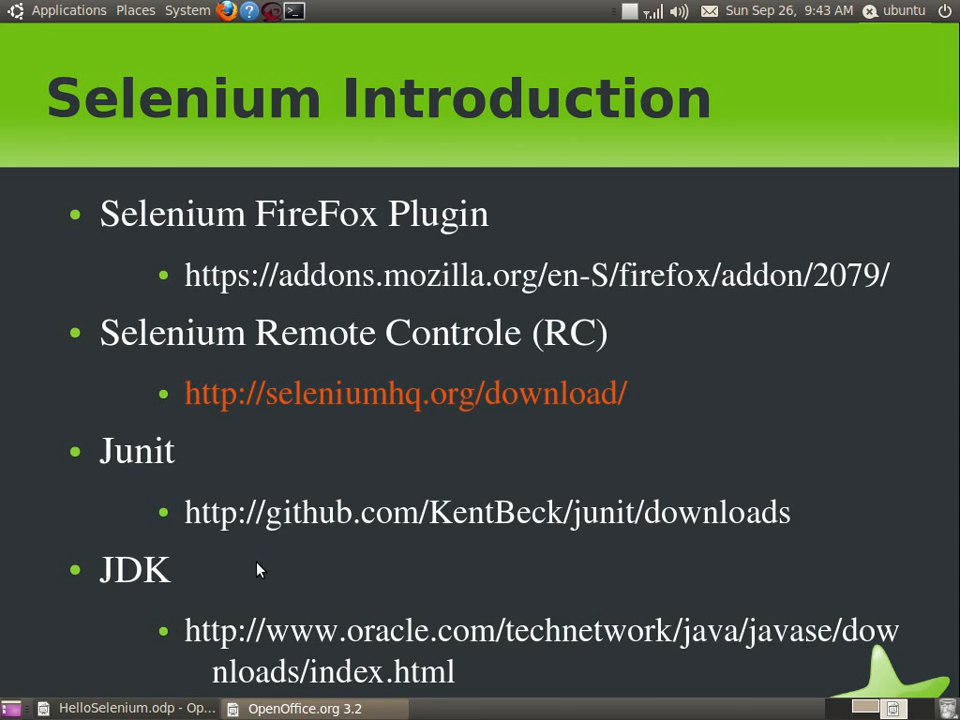 Applications Places System
Sun Sep 26, 9:43 AM ubuntu
Selenium Introduction
Selenium FireFox Plugin
https://addons.mozilla.org/en-S/firefox/addon/2079/
Selenium Remote Controle (RC)
http://seleniumhq.org/download/
Junit
http://github.com/KentBeck/junit/downloads
JDK
http://www.oracle.com/technetwork/java/javase/dow
nloads/index.html
HelloSelenium.odp - Op... OpenOffice.org 3.2